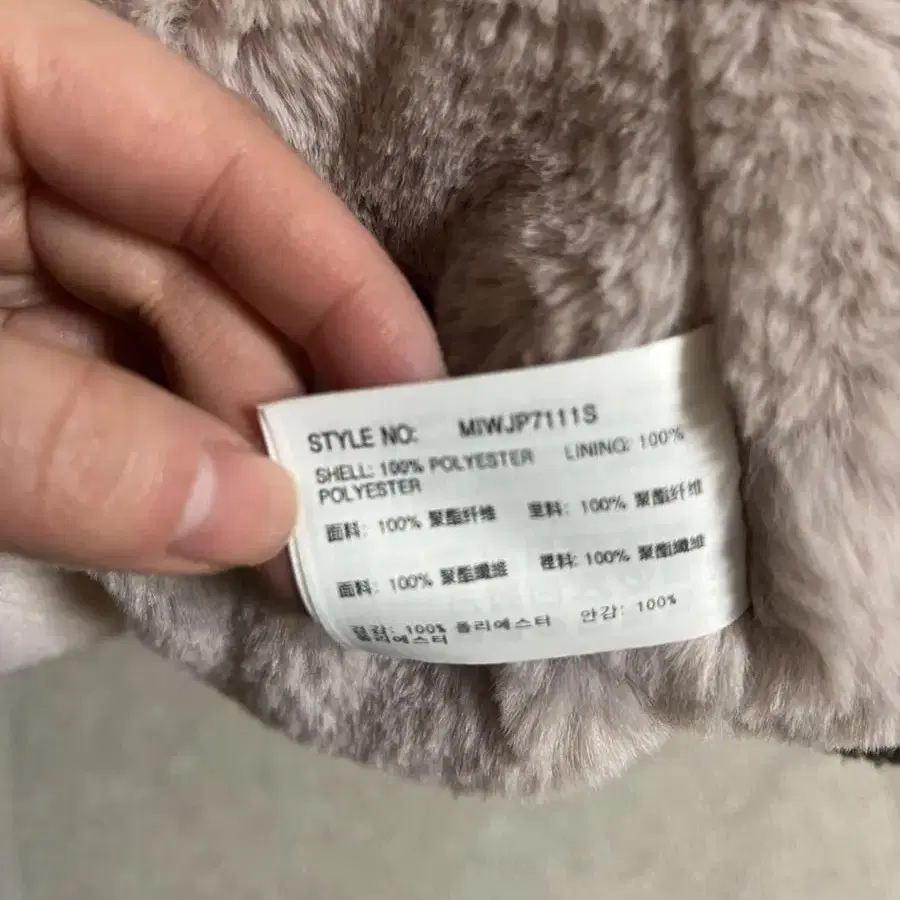 STYLE NO: MIWJP7111S
SHELL: 100% POLYESTER LINING: 100%
POLYESTER
面料: 100% 聚酯纤维 里料: 100% 聚酯纤维
面料: 100% 聚酯纖維 裡料: 100% 聚酯纖維
겉감: 100% 폴리에스터 안감: 100%
폴리에스터